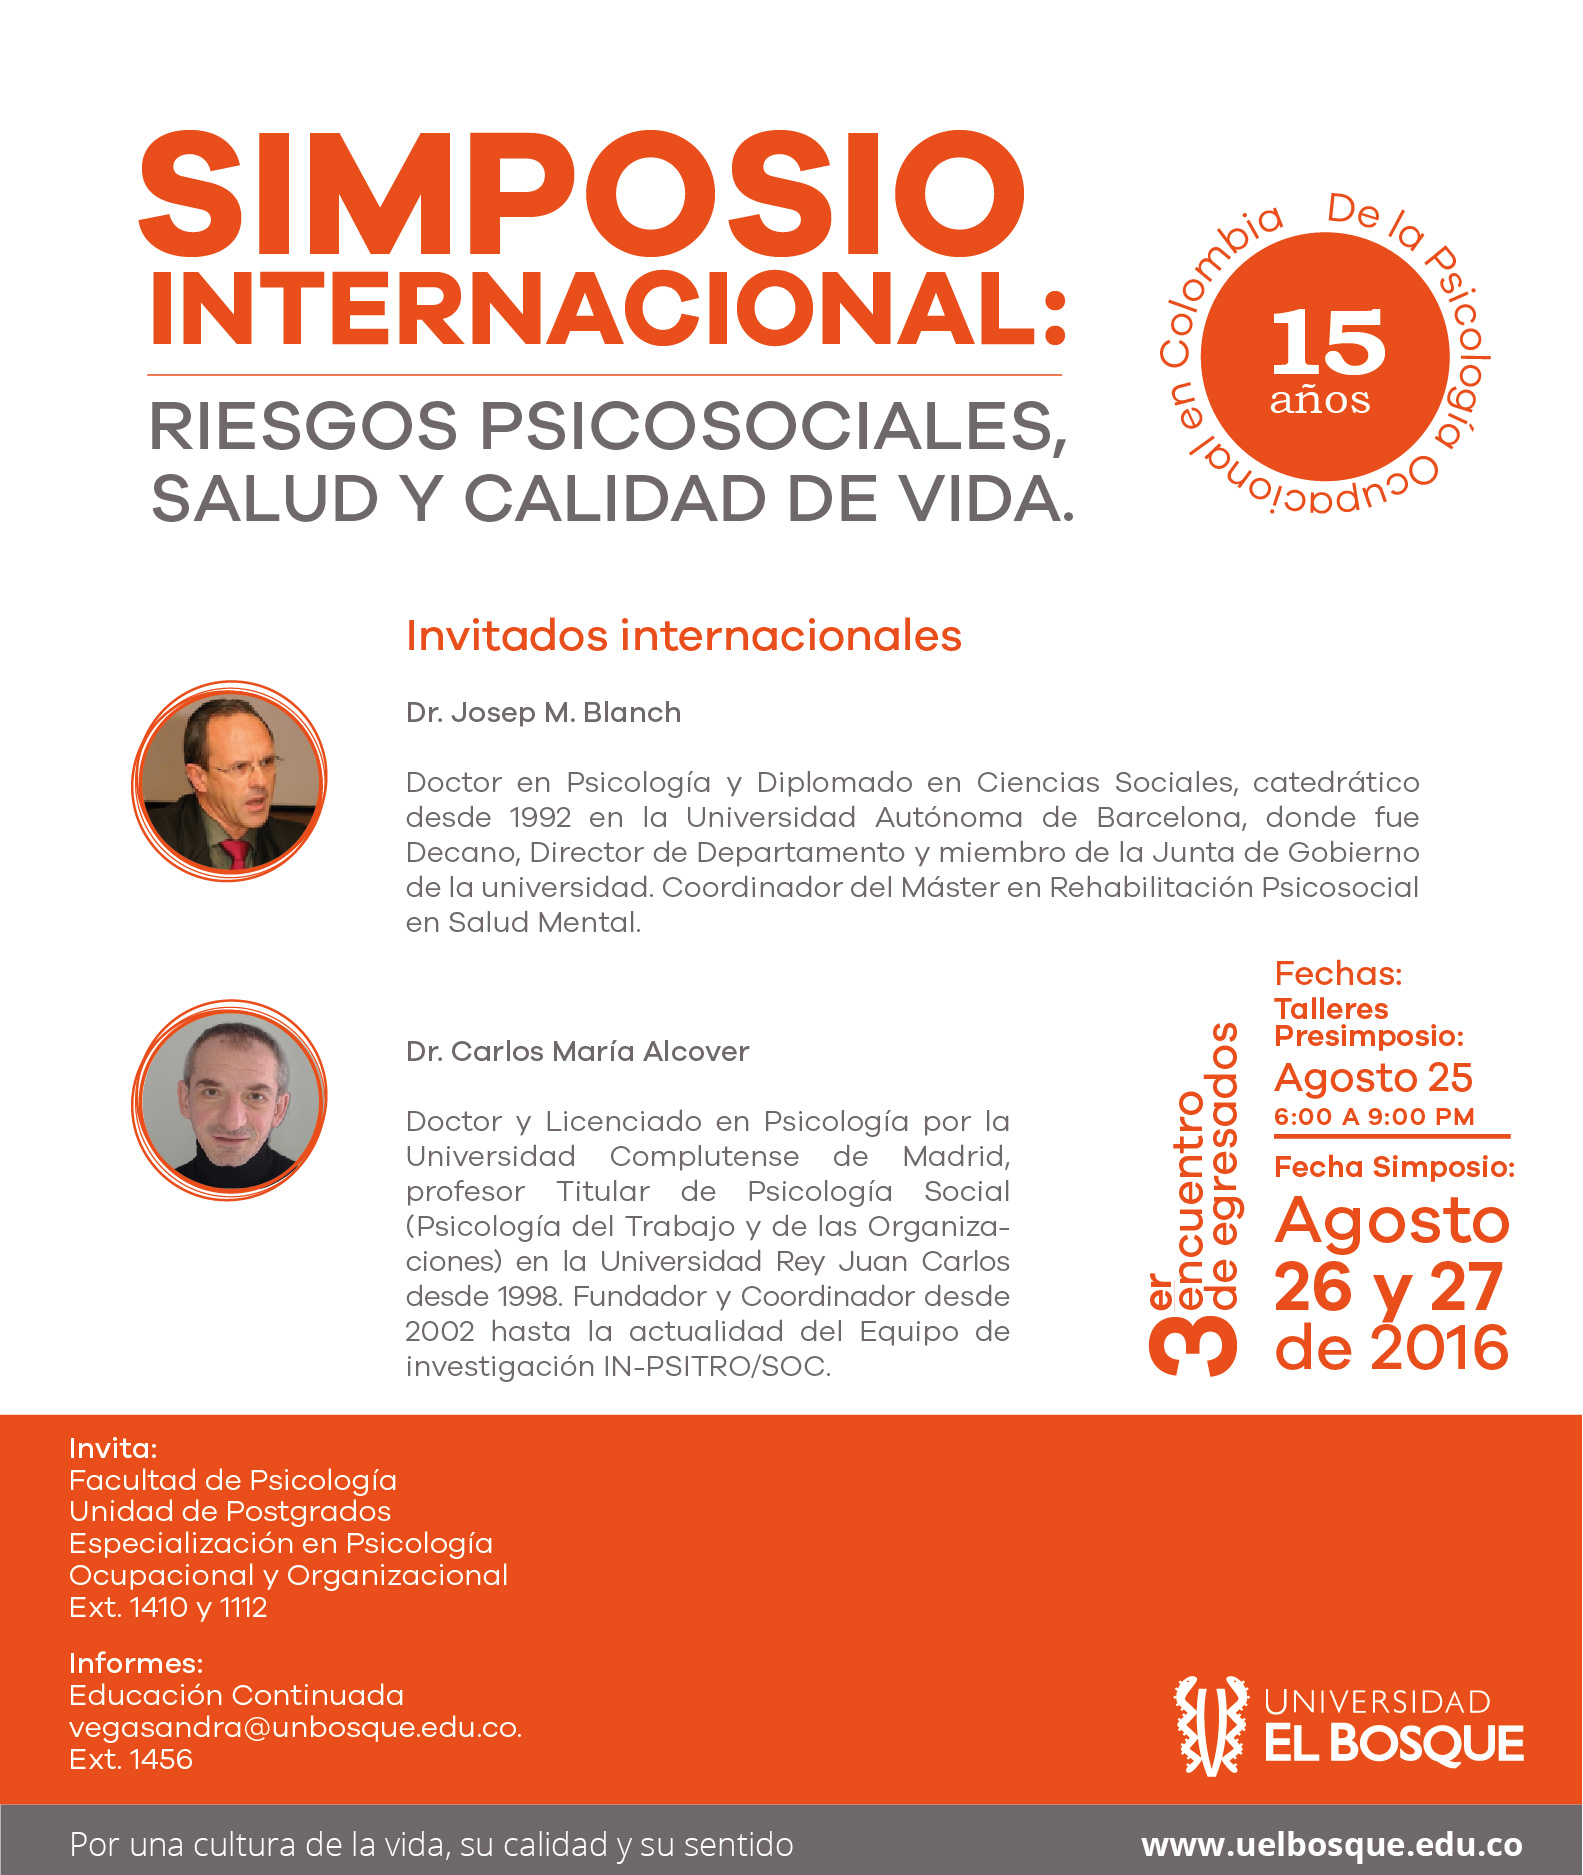 SIMPOSIO
INTERNACIONAL:
RIESGOS PSICOSOCIALES,
SALUD Y CALIDAD DE VIDA.
De la Psicología Ocupacional en Colombia
15
años
Invitados internacionales
Dr. Josep M. Blanch
Doctor en Psicología y Diplomado en Ciencias Sociales, catedrático
desde 1992 en la Universidad Autónoma de Barcelona, donde fue
Decano, Director de Departamento y miembro de la Junta de Gobierno
de la universidad. Coordinador del Máster en Rehabilitación Psicosocial
en Salud Mental.
Dr. Carlos María Alcover
Doctor y Licenciado en Psicología por la
Universidad Complutense de Madrid,
profesor Titular de Psicología Social
(Psicología del Trabajo y de las Organiza-
ciones) en la Universidad Rey Juan Carlos
desde 1998. Fundador y Coordinador desde
2002 hasta la actualidad del Equipo de
investigación IN-PSITRO/SOC.
3er
encuentro
de egresados
Fechas:
Talleres
Presimposio:
Agosto 25
6:00 A 9:00 PM
Fecha Simposio:
Agosto
26 y 27
de 2016
Invita:
Facultad de Psicología
Unidad de Postgrados
Especialización en Psicología
Ocupacional y Organizacional
Ext. 1410 y 1112
Informes:
Educación Continuada
vegasandra@unbosque.edu.co.
Ext. 1456
UNIVERSIDAD
EL BOSQUE
Por una cultura de la vida, su calidad y su sentido
www.uelbosque.edu.co